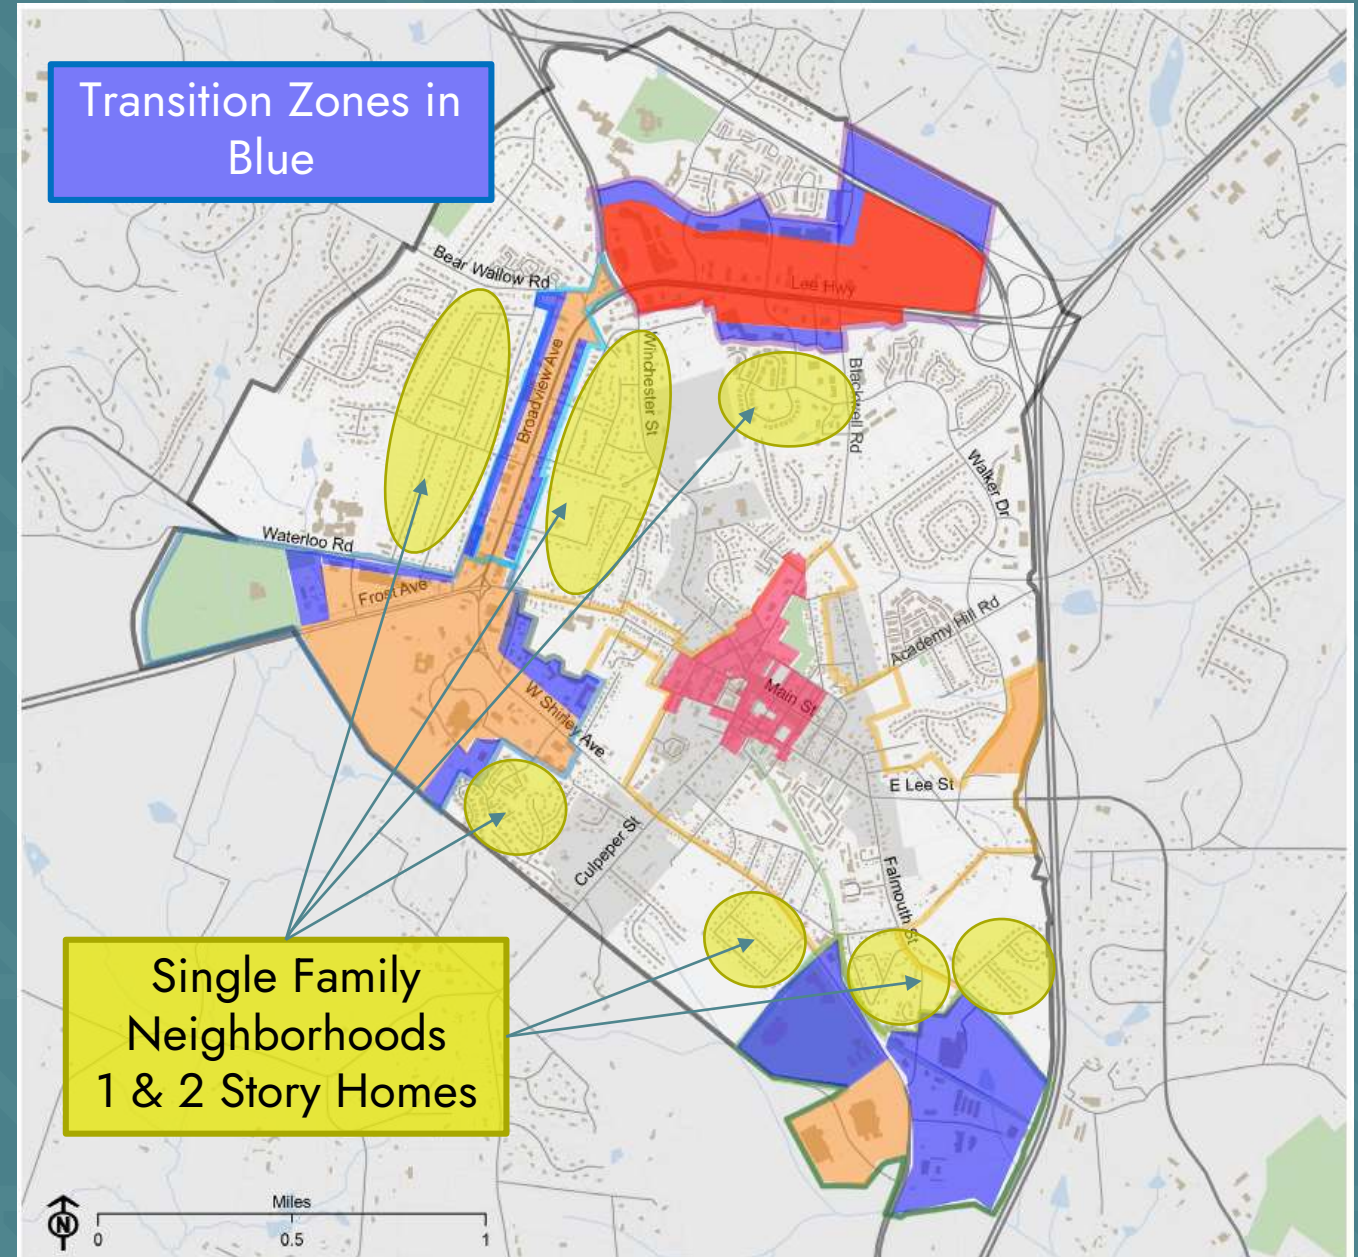 Transition Zones in
Blue
Bear Wallow Rd
Lee Hwy
Broadview Ave
Winchester St
Blackwell Rd
Walker Dr
Waterloo Rd
Frost Ave
Academy Hill Rd
Main St
W Shirley Ave
E Lee St
Culpeper St
Falmouth St
Single Family
Neighborhoods
1 & 2 Story Homes
Miles
N
0 0.5 1